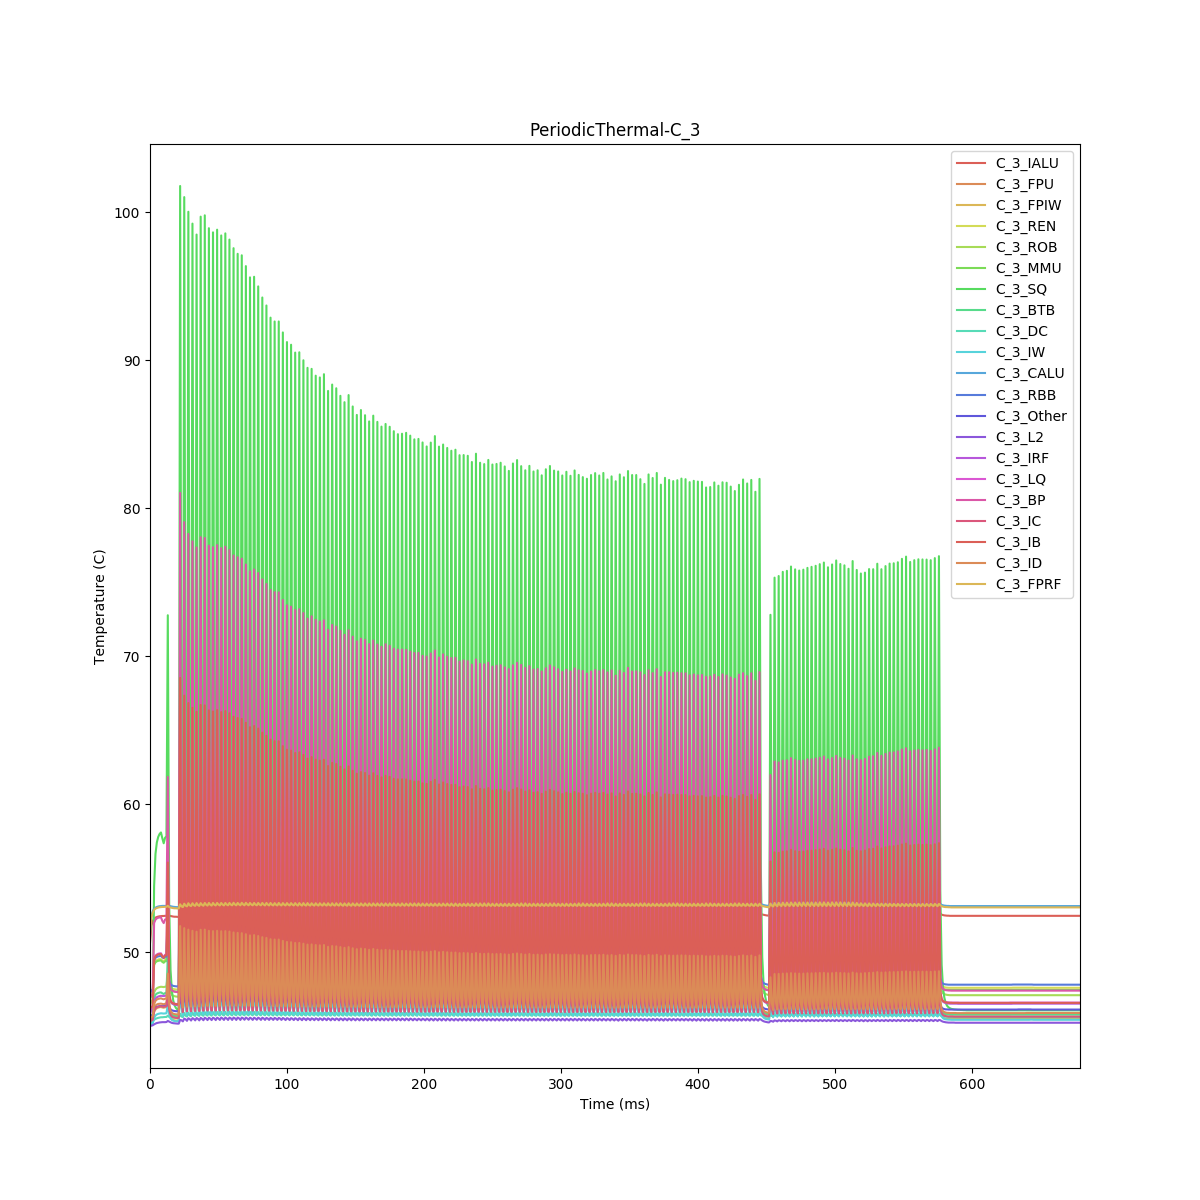 PeriodicThermal-C_3
Temperature (C)
100
90
80
70
60
50
0 100 200 300 400 500 600
Time (ms)
C_3_IALU
C_3_FPU
C_3_FPIW
C_3_REN
C_3_ROB
C_3_MMU
C_3_SQ
C_3_BTB
C_3_DC
C_3_IW
C_3_CALU
C_3_RBB
C_3_Other
C_3_L2
C_3_IRF
C_3_LQ
C_3_BP
C_3_IC
C_3_IB
C_3_ID
C_3_FPRF